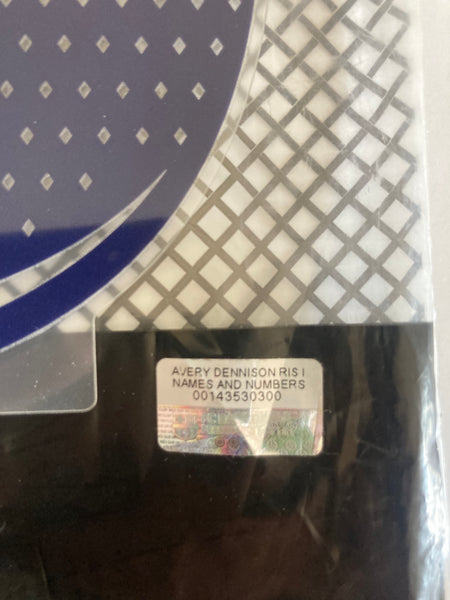 AVERY DENNISON RIS I
NAMES AND NUMBERS
00143530300